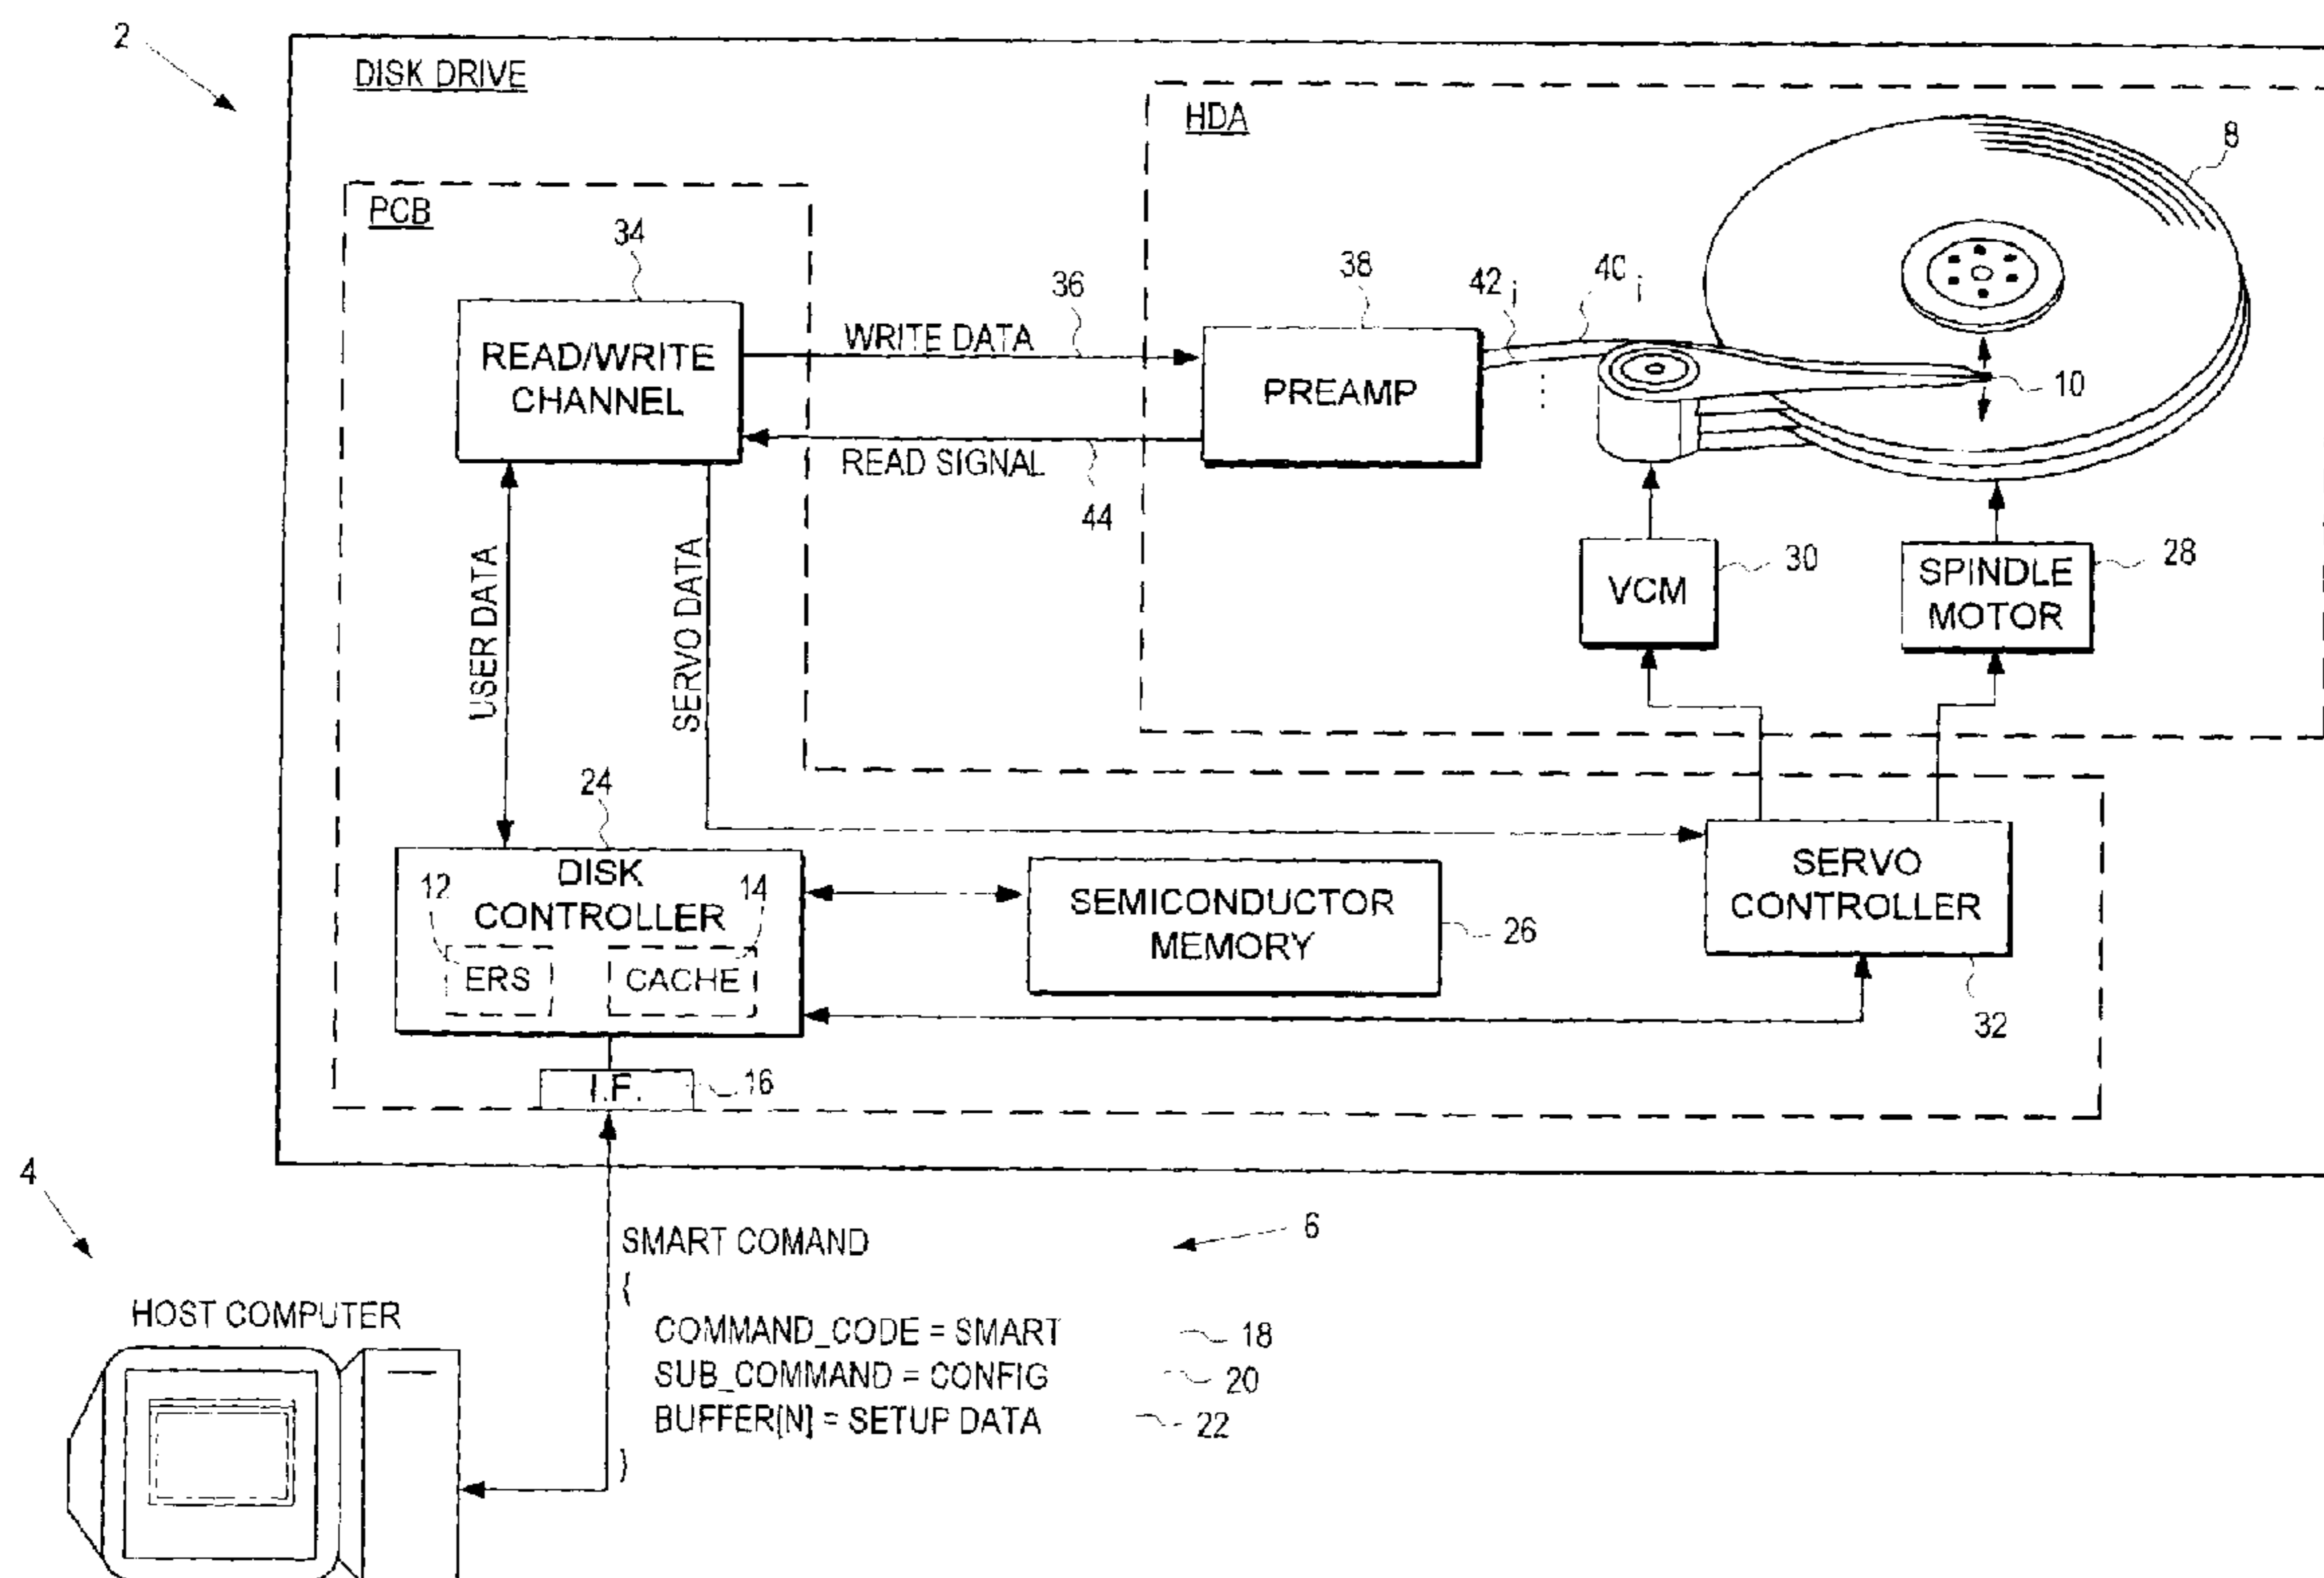 2
DISK DRIVE
HDA
8
PCB
34
36
38
42 j
40 j
WRITE DATA
READ/WRITE
CHANNEL
PREAMP
10
READ SIGNAL
44
30
28
VCM
SPINDLE
MOTOR
USER DATA
SERVO DATA
24
12
DISK
14
CONTROLLER
ERS
CACHE
SEMICONDUCTOR
MEMORY
26
SERVO
CONTROLLER
32
I.F.
16
4
SMART COMAND
6
{
HOST COMPUTER
COMMAND_CODE = SMART
18
SUB_COMMAND = CONFIG
20
BUFFER[N] = SETUP DATA
22
}